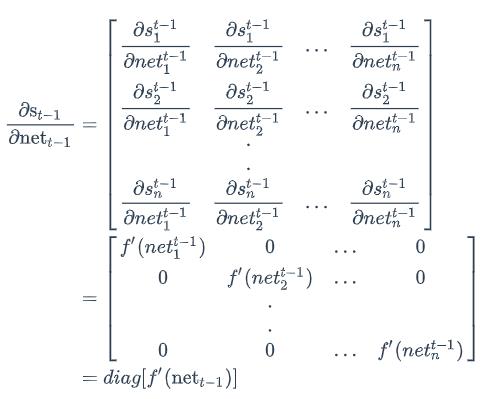 ∂s_{t−1}/∂net_{t−1} = [ ∂s_1^{t−1}/∂net_1^{t−1} ∂s_1^{t−1}/∂net_2^{t−1} … ∂s_1^{t−1}/∂net_n^{t−1}
∂s_2^{t−1}/∂net_1^{t−1} ∂s_2^{t−1}/∂net_2^{t−1} … ∂s_2^{t−1}/∂net_n^{t−1}
.
.
∂s_n^{t−1}/∂net_1^{t−1} ∂s_n^{t−1}/∂net_2^{t−1} … ∂s_n^{t−1}/∂net_n^{t−1} ]
= [ f′(net_1^{t−1}) 0 … 0
0 f′(net_2^{t−1}) … 0
.
.
0 0 … f′(net_n^{t−1}) ]
= diag[f′(net_{t−1})]